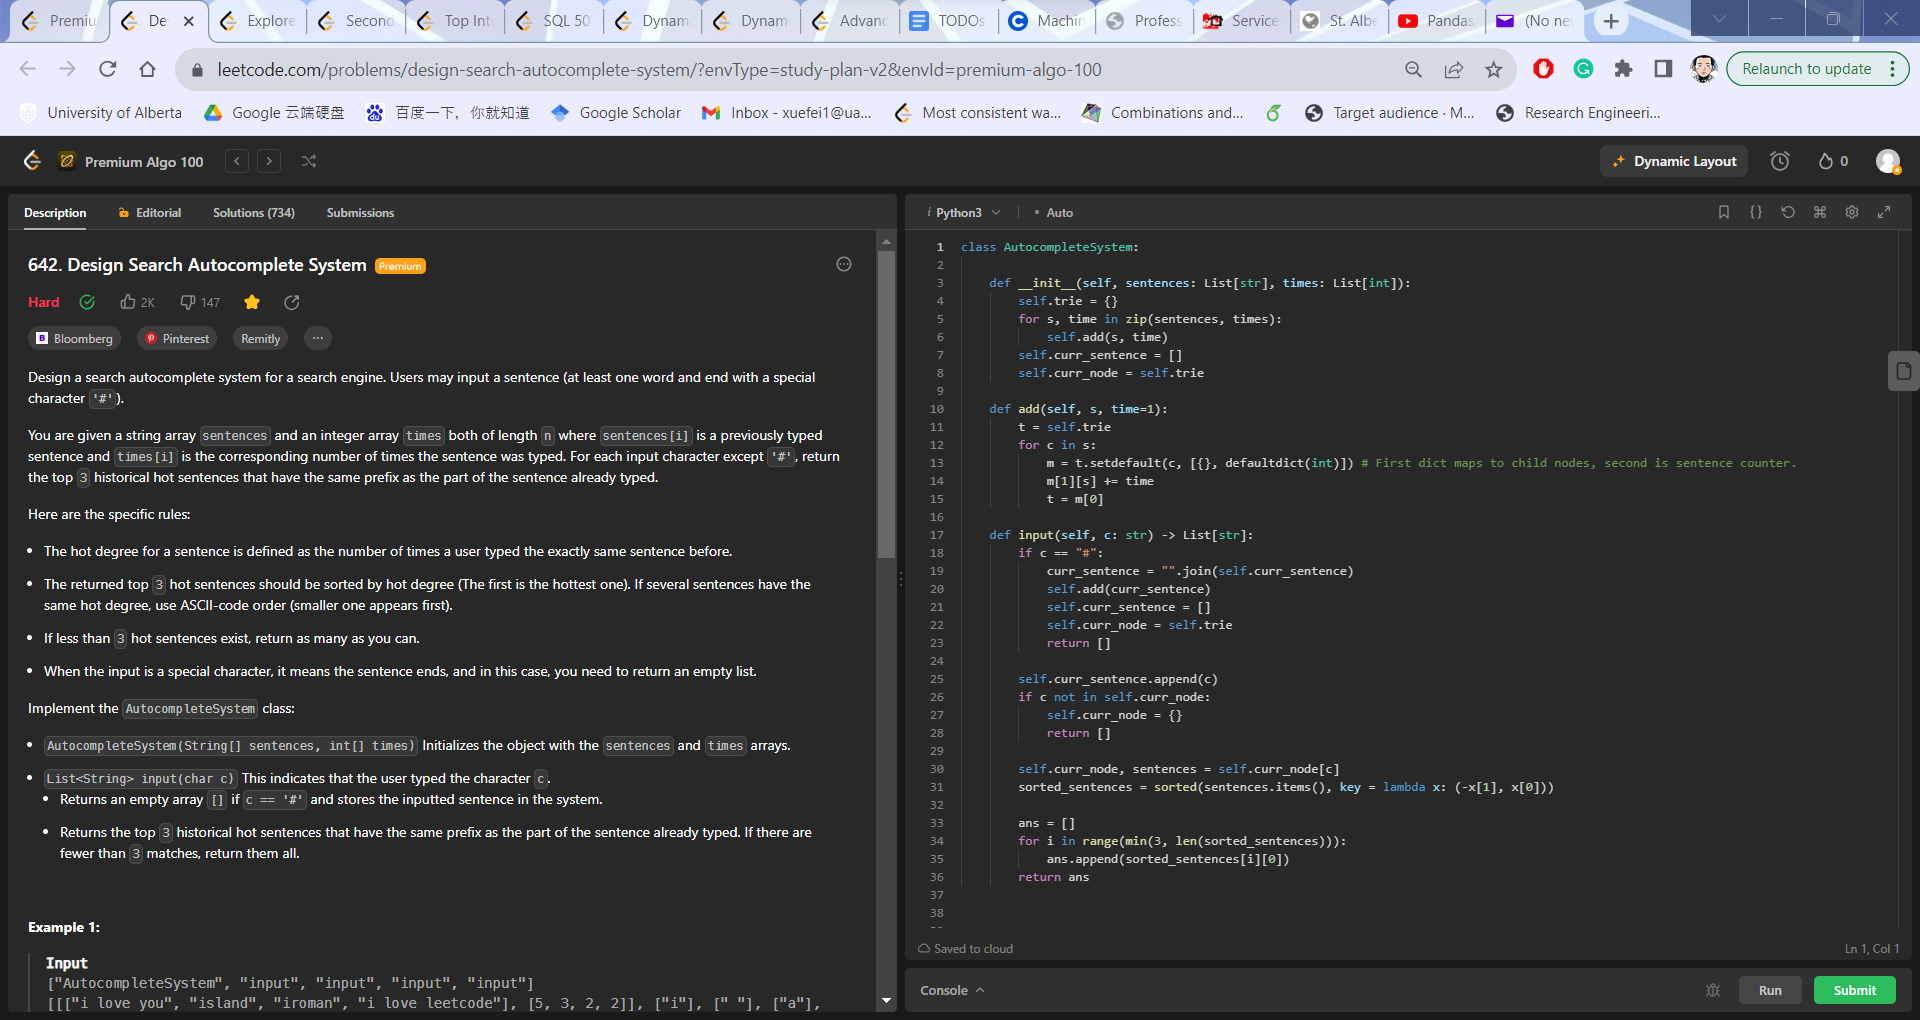 Premiu
De
Explore
Second
Top Inte
SQL 50
Dynam
Dynam
Advanc
TODOs
Machin
Profess
Service
St. Albe
Pandas
(No ne
leetcode.com/problems/design-search-autocomplete-system/?envType=study-plan-v2&envId=premium-algo-100
Relaunch to update
University of Alberta
Google 云端硬盘
百度一下，你就知道
Google Scholar
Inbox - xuefei1@ua...
Most consistent wa...
Combinations and...
Target audience · M...
Research Engineeri...
Premium Algo 100
Dynamic Layout
0
Description
Editorial
Solutions (734)
Submissions
642. Design Search Autocomplete System
Premium
Hard
2K
147
Bloomberg
Pinterest
Remitly
Design a search autocomplete system for a search engine. Users may input a sentence (at least one word and end with a special
character '#').
You are given a string array sentences and an integer array times both of length n where sentences[i] is a previously typed
sentence and times[i] is the corresponding number of times the sentence was typed. For each input character except '#', return
the top 3 historical hot sentences that have the same prefix as the part of the sentence already typed.
Here are the specific rules:
• The hot degree for a sentence is defined as the number of times a user typed the exactly same sentence before.
• The returned top 3 hot sentences should be sorted by hot degree (The first is the hottest one). If several sentences have the
same hot degree, use ASCII-code order (smaller one appears first).
• If less than 3 hot sentences exist, return as many as you can.
• When the input is a special character, it means the sentence ends, and in this case, you need to return an empty list.
Implement the AutocompleteSystem class:
• AutocompleteSystem(String[] sentences, int[] times) Initializes the object with the sentences and times arrays.
• List<String> input(char c) This indicates that the user typed the character c.
• Returns an empty array [] if c == '#' and stores the inputted sentence in the system.
• Returns the top 3 historical hot sentences that have the same prefix as the part of the sentence already typed. If there are
fewer than 3 matches, return them all.
Example 1:
Input
["AutocompleteSystem", "input", "input", "input", "input"]
[[["i love you", "island", "iroman", "i love leetcode"], [5, 3, 2, 2]], ["i"], [" "], ["a"],
i Python3
• Auto
1 class AutocompleteSystem:
2
3 def __init__(self, sentences: List[str], times: List[int]):
4 self.trie = {}
5 for s, time in zip(sentences, times):
6 self.add(s, time)
7 self.curr_sentence = []
8 self.curr_node = self.trie
9
10 def add(self, s, time=1):
11 t = self.trie
12 for c in s:
13 m = t.setdefault(c, [{}, defaultdict(int)]) # First dict maps to child nodes, second is sentence counter.
14 m[1][s] += time
15 t = m[0]
16
17 def input(self, c: str) -> List[str]:
18 if c == "#":
19 curr_sentence = "".join(self.curr_sentence)
20 self.add(curr_sentence)
21 self.curr_sentence = []
22 self.curr_node = self.trie
23 return []
24
25 self.curr_sentence.append(c)
26 if c not in self.curr_node:
27 self.curr_node = {}
28 return []
29
30 self.curr_node, sentences = self.curr_node[c]
31 sorted_sentences = sorted(sentences.items(), key = lambda x: (-x[1], x[0]))
32
33 ans = []
34 for i in range(min(3, len(sorted_sentences))):
35 ans.append(sorted_sentences[i][0])
36 return ans
37
38
Saved to cloud
Ln 1, Col 1
Console
Run
Submit